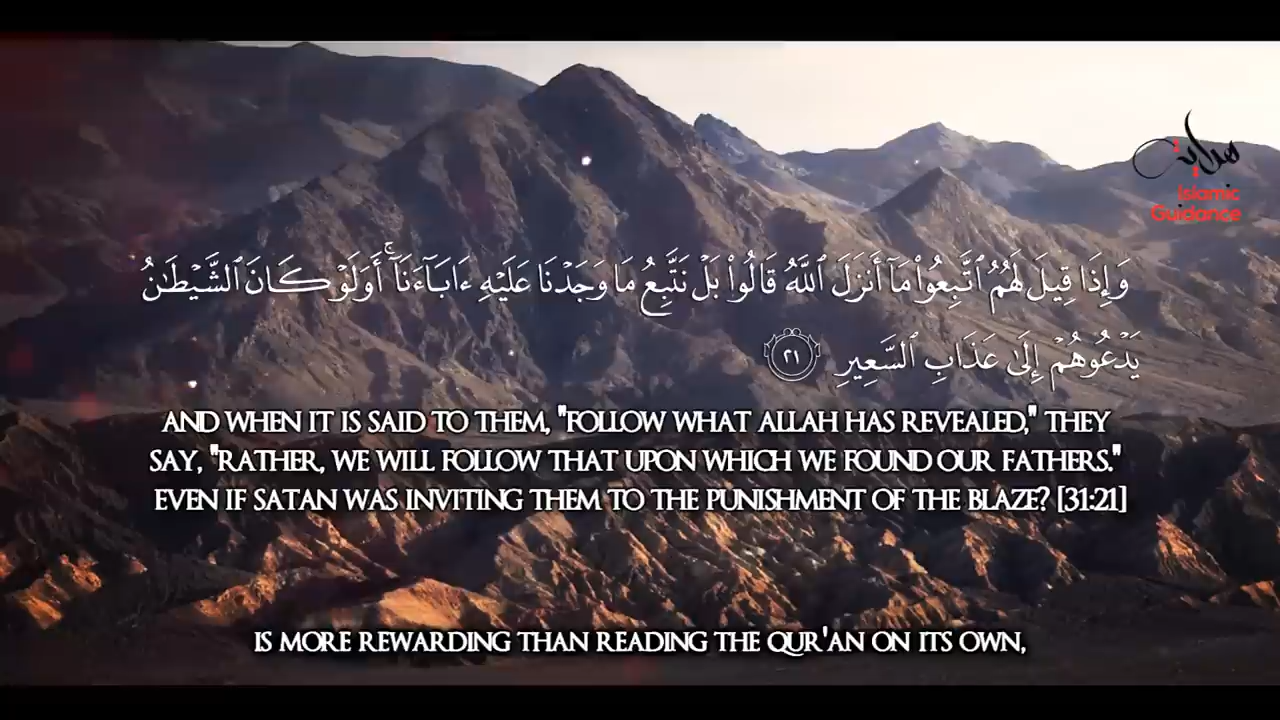 هداية
Islamic
Guidance
وَإِذَا قِيلَ لَهُمُ ٱتَّبِعُوا۟ مَآ أَنزَلَ ٱللَّهُ قَالُوا۟ بَلْ نَتَّبِعُ مَا وَجَدْنَا عَلَيْهِ ءَابَآءَنَآ ۚ أَوَلَوْ كَانَ ٱلشَّيْطَٰنُ
يَدْعُوهُمْ إِلَىٰ عَذَابِ ٱلسَّعِيرِ ٢١
AND WHEN IT IS SAID TO THEM, "FOLLOW WHAT ALLAH HAS REVEALED," THEY
SAY, "RATHER, WE WILL FOLLOW THAT UPON WHICH WE FOUND OUR FATHERS."
EVEN IF SATAN WAS INVITING THEM TO THE PUNISHMENT OF THE BLAZE? [31:21]
IS MORE REWARDING THAN READING THE QUR'AN ON ITS OWN,